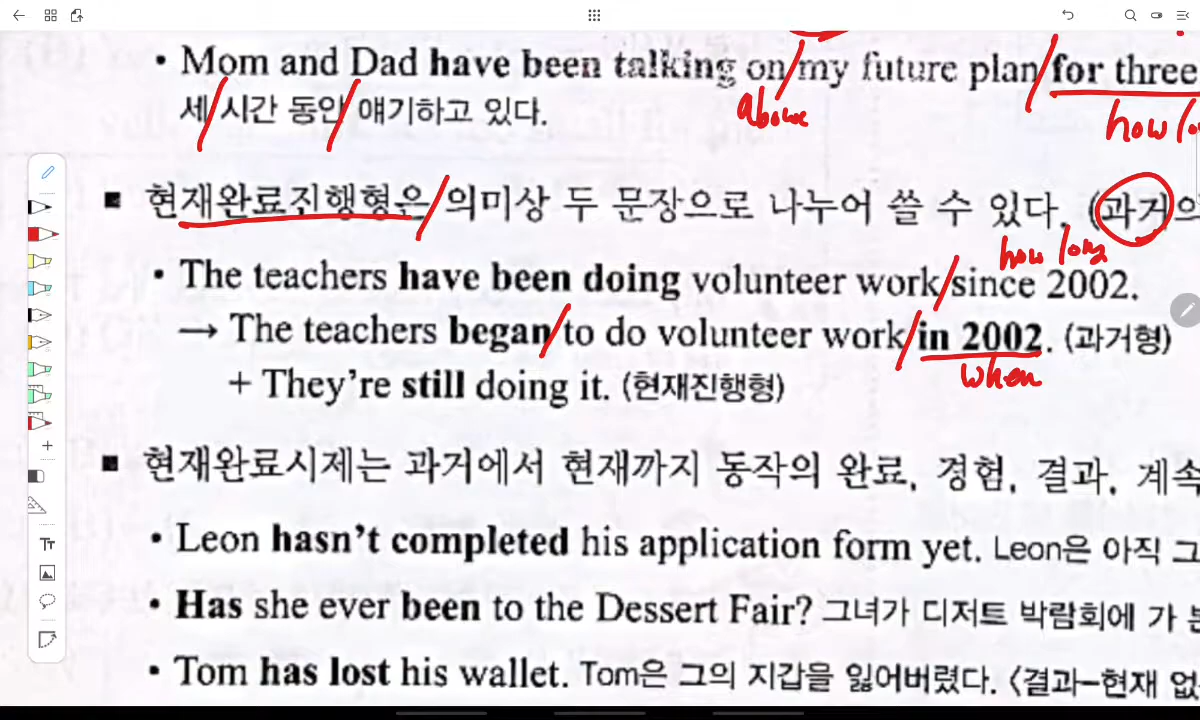 • Mom and Dad have been talking on my future plan for three
above
세 시간 동안 얘기하고 있다.
■ 현재완료진행형은 의미상 두 문장으로 나누어 쓸 수 있다. (과거의
how long
• The teachers have been doing volunteer work since 2002.
→ The teachers began to do volunteer work in 2002. (과거형)
when
+ They're still doing it. (현재진행형)
■ 현재완료시제는 과거에서 현재까지 동작의 완료, 경험, 결과, 계속
• Leon hasn't completed his application form yet. Leon은 아직 그
• Has she ever been to the Dessert Fair? 그녀가 디저트 박람회에 가
• Tom has lost his wallet. Tom은 그의 지갑을 잃어버렸다. 〈결과–현재 없